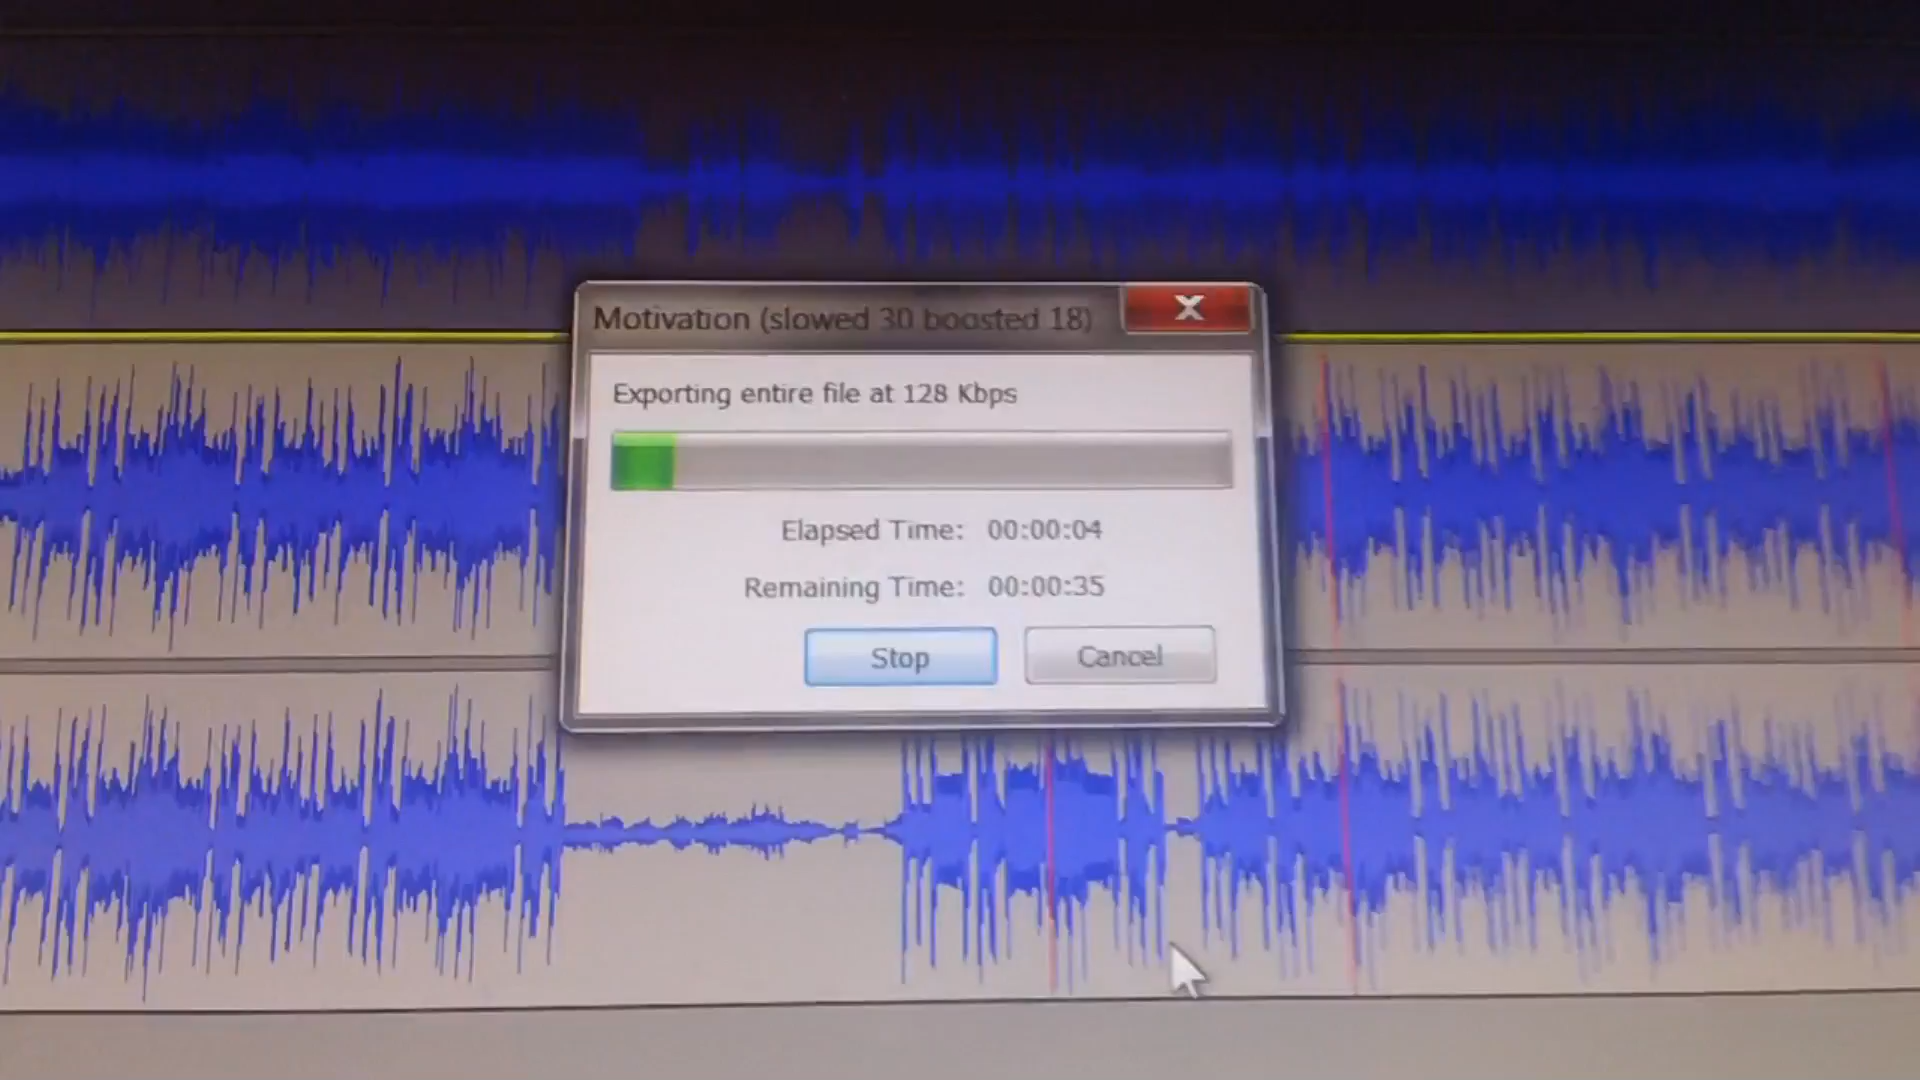 Motivation (slowed 30 boosted 18)
X
Exporting entire file at 128 Kbps
Elapsed Time: 00:00:04
Remaining Time: 00:00:35
Stop Cancel